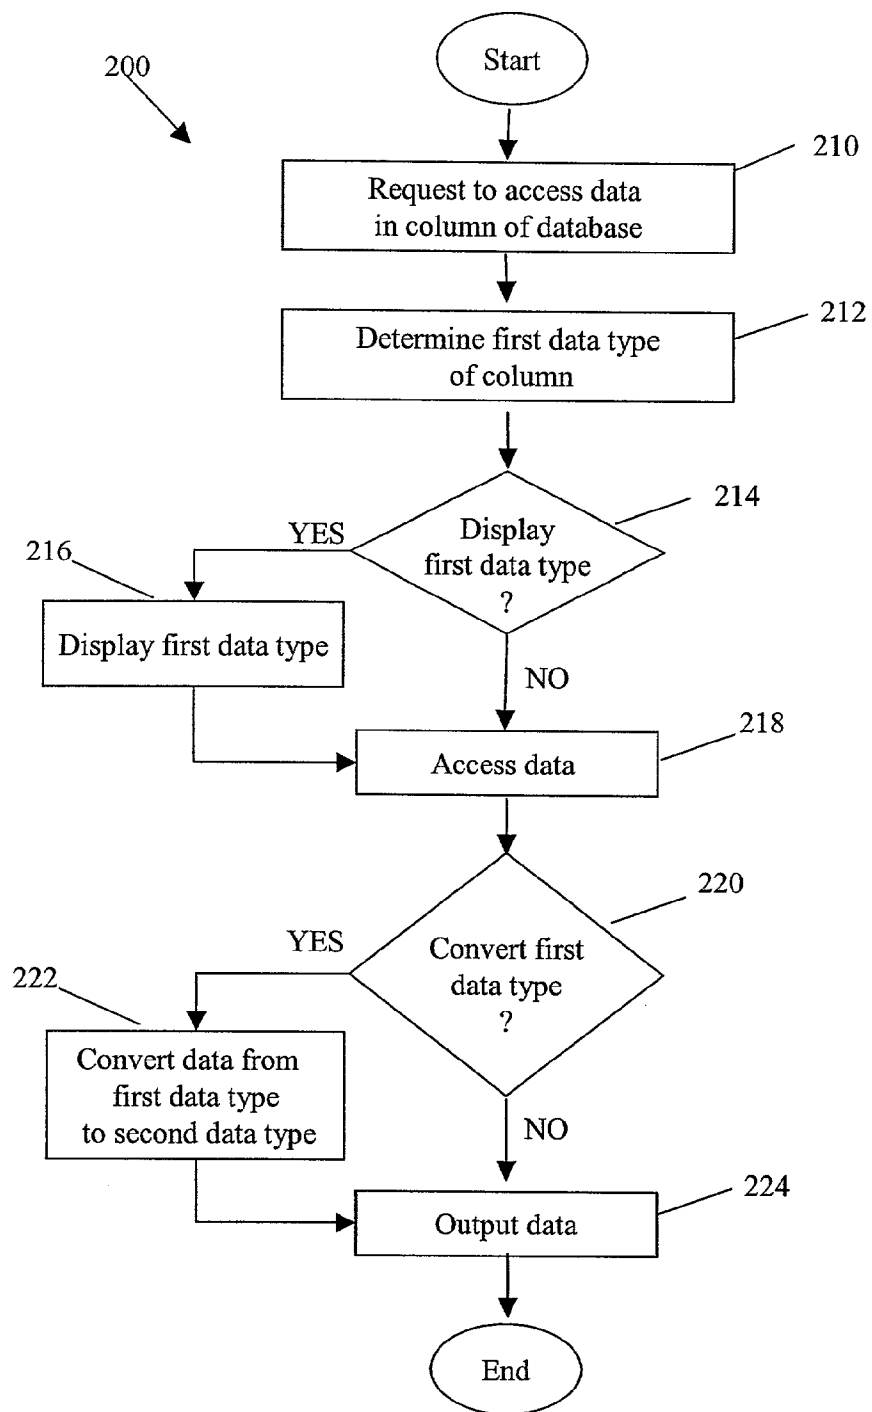 Start
200
210
Request to access data
in column of database
212
Determine first data type
of column
214
Display
first data type
?
YES
216
Display first data type
NO
218
Access data
220
Convert first
data type
?
YES
222
Convert data from
first data type
to second data type
NO
224
Output data
End